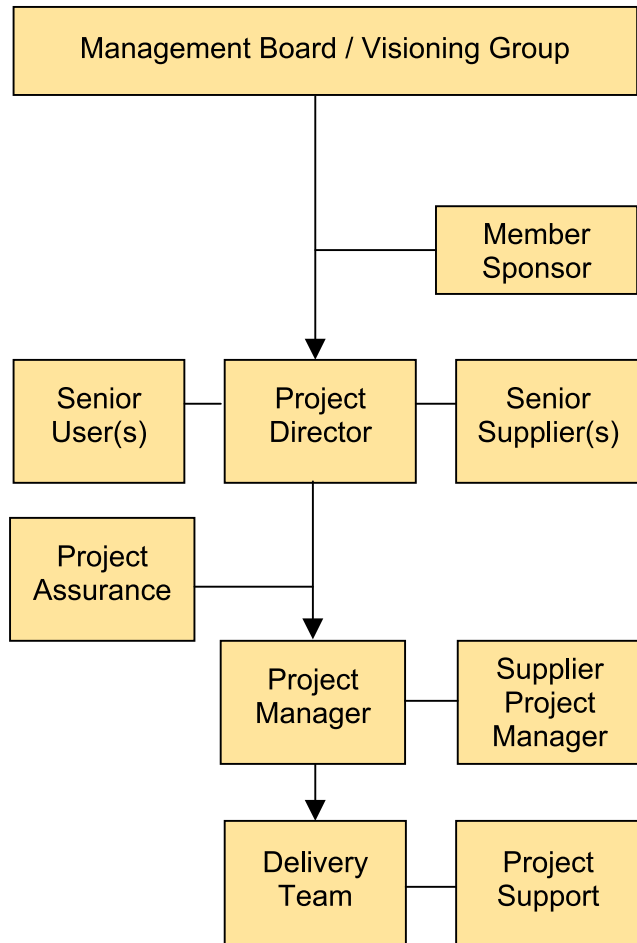 Management Board / Visioning Group
Member
Sponsor
Senior
User(s)
Project
Director
Senior
Supplier(s)
Project
Assurance
Project
Manager
Supplier
Project
Manager
Delivery
Team
Project
Support